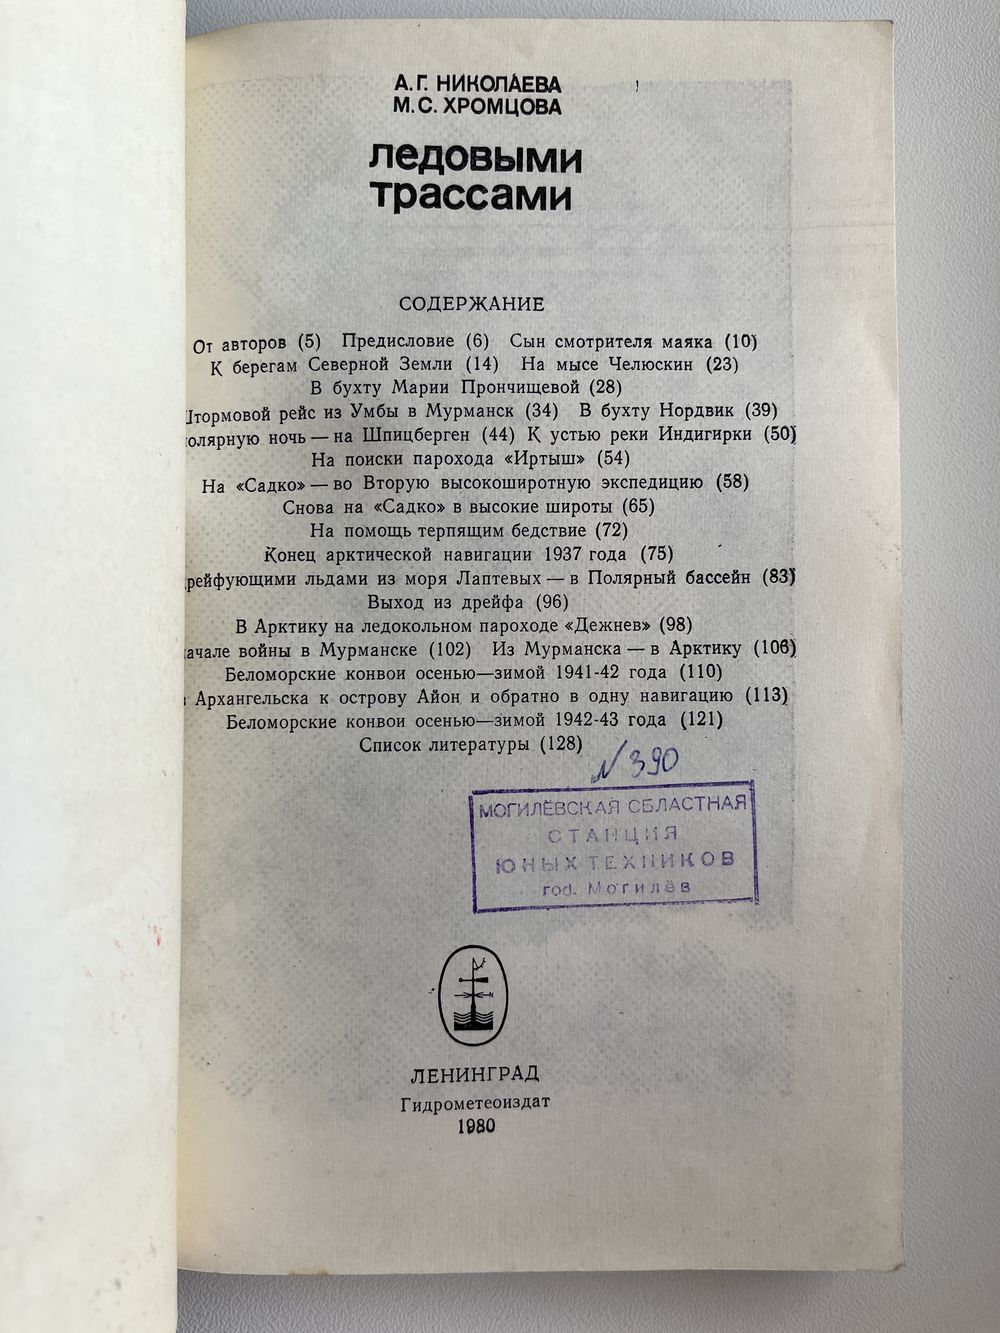 А. Г. НИКОЛАЕВА
М. С. ХРОМЦОВА
ледовыми
трассами
СОДЕРЖАНИЕ
От авторов (5) Предисловие (6) Сын смотрителя маяка (10)
К берегам Северной Земли (14) На мысе Челюскин (23)
В бухту Марии Прончищевой (28)
Штормовой рейс из Умбы в Мурманск (34) В бухту Нордвик (39)
полярную ночь — на Шпицберген (44) К устью реки Индигирки (50)
На поиски парохода «Иртыш» (54)
На «Садко» — во Вторую высокоширотную экспедицию (58)
Снова на «Садко» в высокие широты (65)
На помощь терпящим бедствие (72)
Конец арктической навигации 1937 года (75)
дрейфующими льдами из моря Лаптевых — в Полярный бассейн (83)
Выход из дрейфа (96)
В Арктику на ледокольном пароходе «Дежнев» (98)
ачале войны в Мурманске (102) Из Мурманска — в Арктику (106)
Беломорские конвои осенью—зимой 1941-42 года (110)
Архангельска к острову Айон и обратно в одну навигацию (113)
Беломорские конвои осенью—зимой 1942-43 года (121)
Список литературы (128)
№ 390
МОГИЛЁВСКАЯ ОБЛАСТНАЯ
СТАНЦИЯ
ЮНЫХ ТЕХНИКОВ
гор. Могилёв
ЛЕНИНГРАД
Гидрометеоиздат
1980